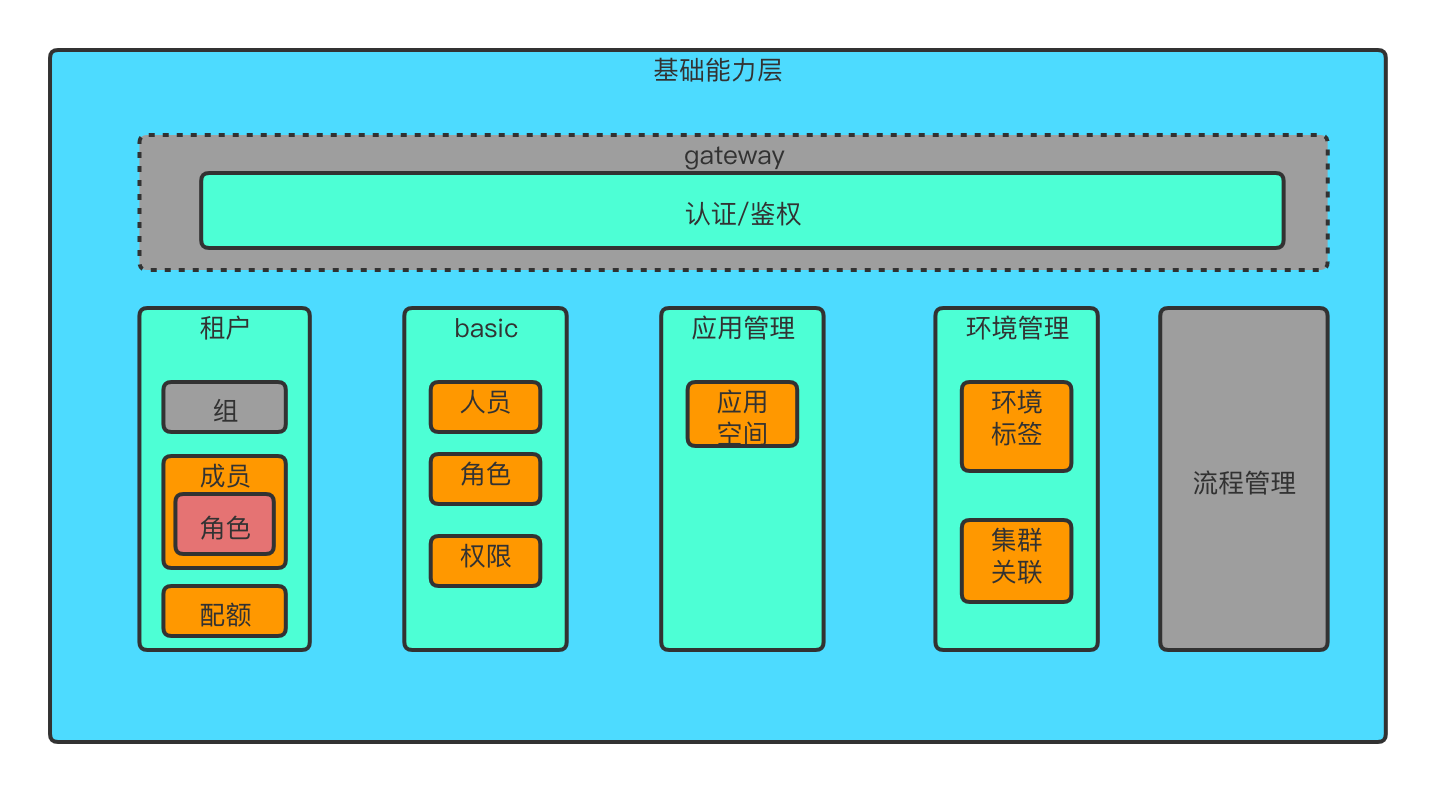 基础能力层
gateway
认证/鉴权
租户
组
成员
角色
配额
basic
人员
角色
权限
应用管理
应用
空间
环境管理
环境
标签
集群
关联
流程管理